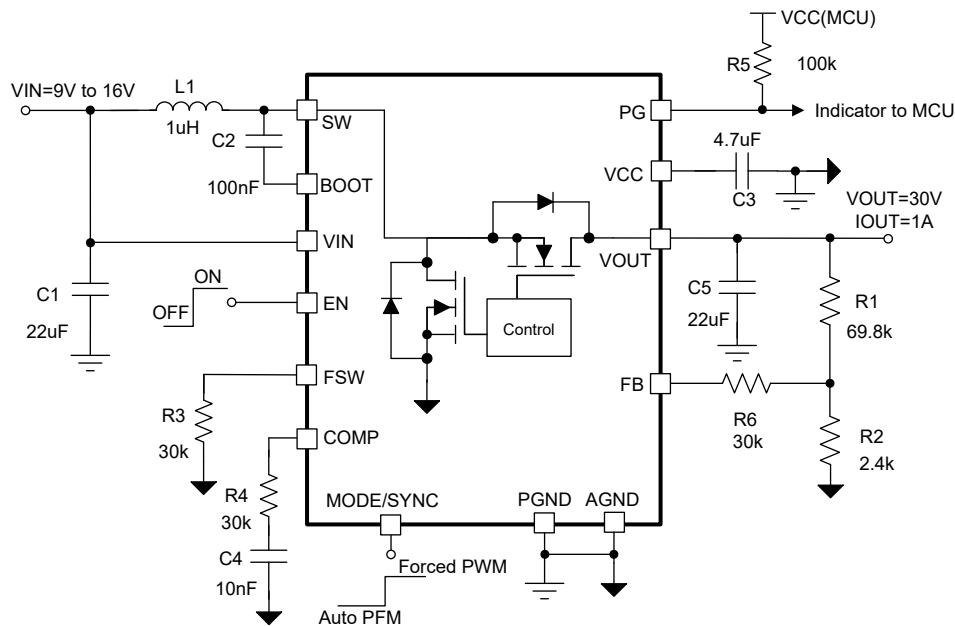 VCC(MCU)
R5
100k
VIN=9V to 16V
L1
1uH
SW
PG
Indicator to MCU
C2
100nF
BOOT
4.7uF
VCC
C3
VOUT=30V
IOUT=1A
VIN
VOUT
C1
22uF
ON
OFF
EN
Control
C5
22uF
R1
69.8k
FSW
FB
R3
30k
R6
30k
R2
2.4k
COMP
R4
30k
MODE/SYNC
PGND
AGND
C4
10nF
Forced PWM
Auto PFM